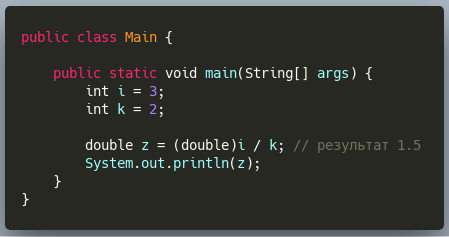 public class Main {
public static void main(String[] args) {
int i = 3;
int k = 2;
double z = (double)i / k; // результат 1.5
System.out.println(z);
}
}